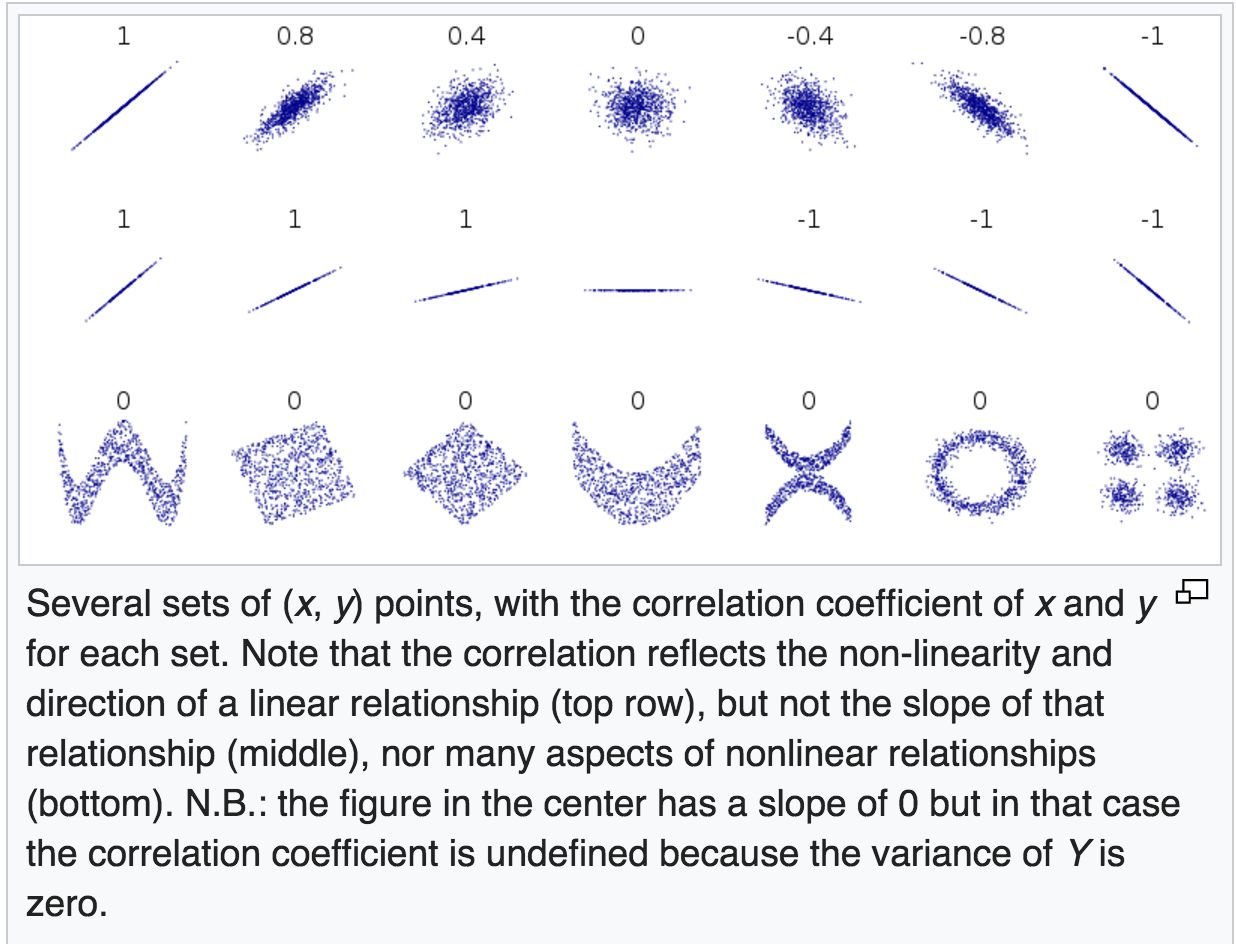 1 0.8 0.4 0 -0.4 -0.8 -1
1 1 1 -1 -1 -1
0 0 0 0 0 0 0
Several sets of (x, y) points, with the correlation coefficient of x and y
for each set. Note that the correlation reflects the non-linearity and
direction of a linear relationship (top row), but not the slope of that
relationship (middle), nor many aspects of nonlinear relationships
(bottom). N.B.: the figure in the center has a slope of 0 but in that case
the correlation coefficient is undefined because the variance of Y is
zero.